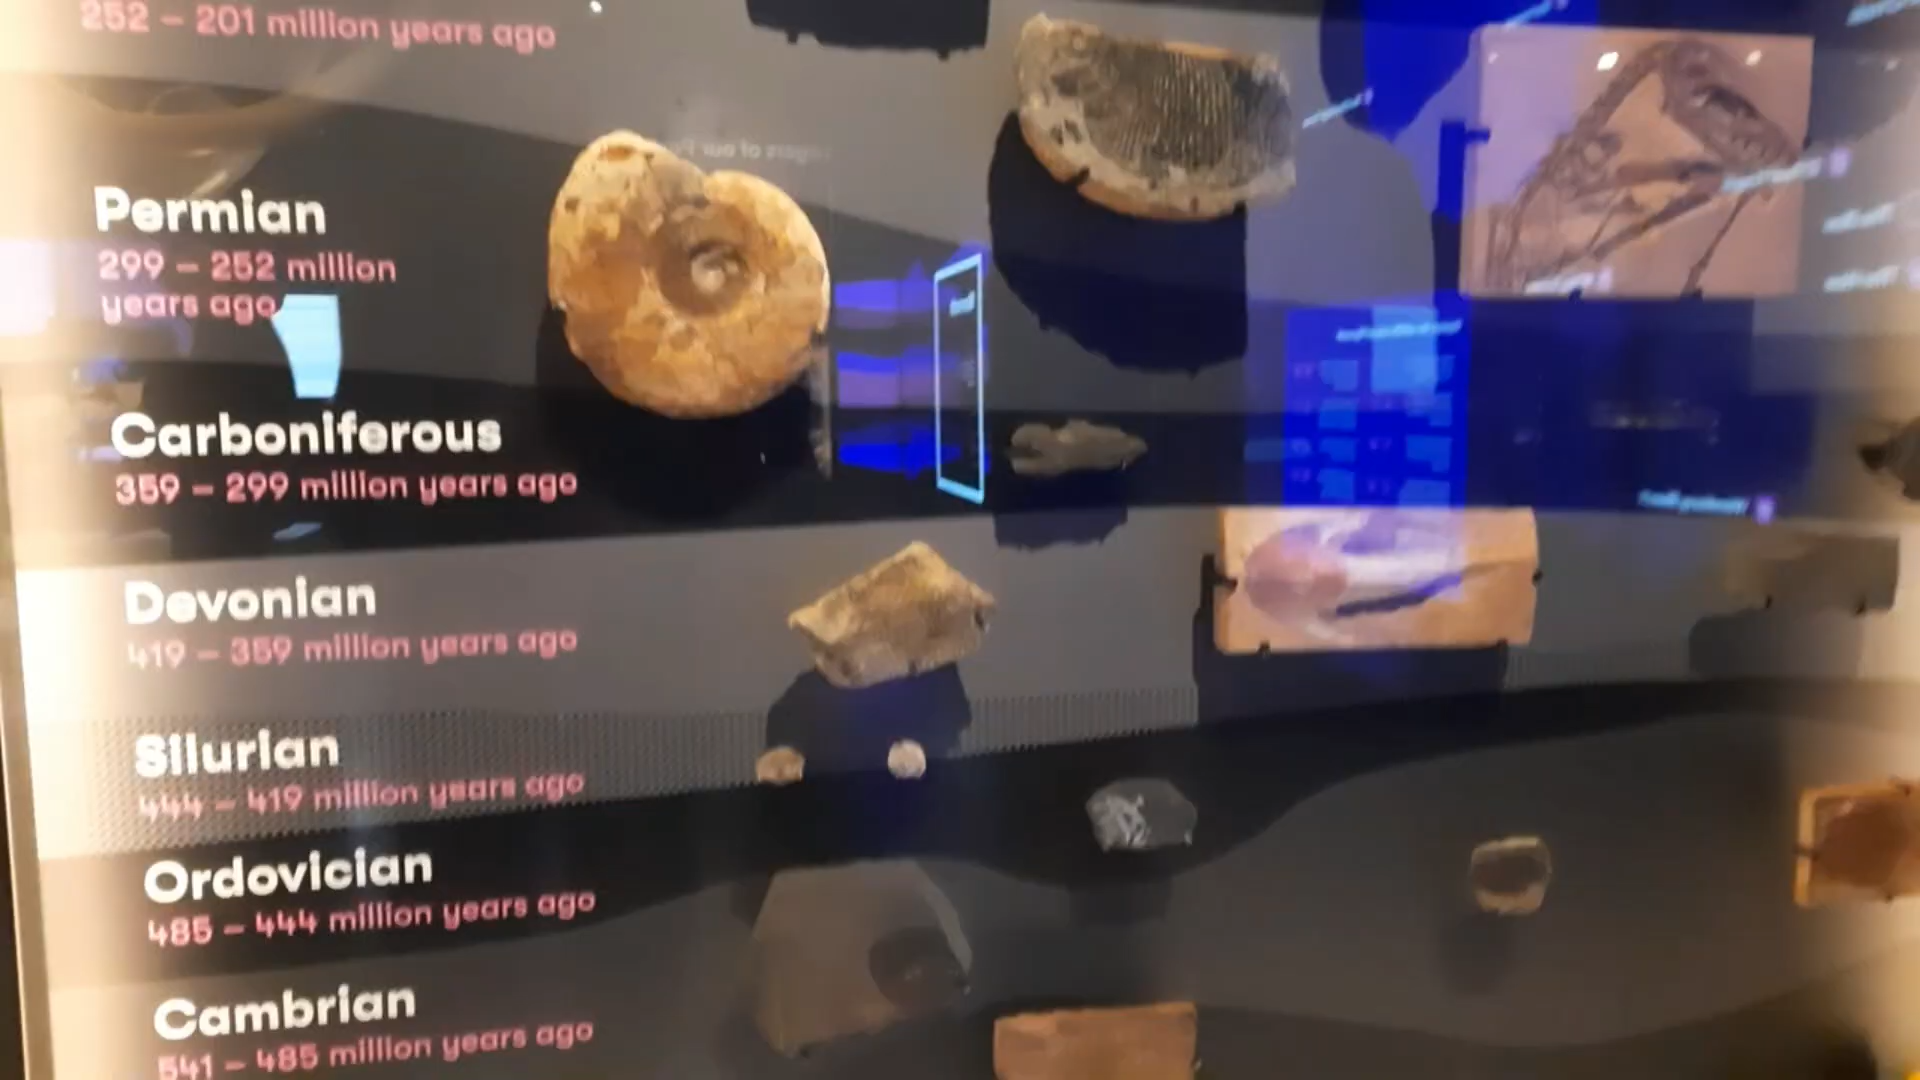 252 – 201 million years ago
Permian
299 – 252 million
years ago
Carboniferous
359 – 299 million years ago
Devonian
419 – 359 million years ago
Silurian
444 – 419 million years ago
Ordovician
485 – 444 million years ago
Cambrian
541 – 485 million years ago